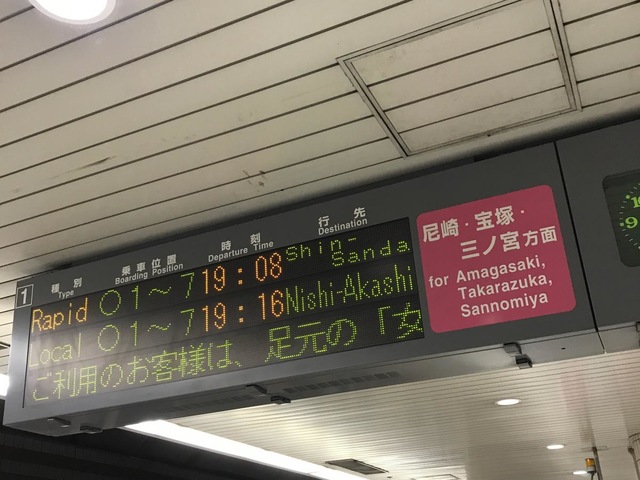 1
種別 乗車位置 時刻 行先
Type Boarding Position Departure Time Destination
Rapid ○1～7 19:08 Shin-Sanda
Local ○1～7 19:16 Nishi-Akashi
ご利用のお客様は、足元の「
尼崎・宝塚・
三ノ宮方面
for Amagasaki,
Takarazuka,
Sannomiya